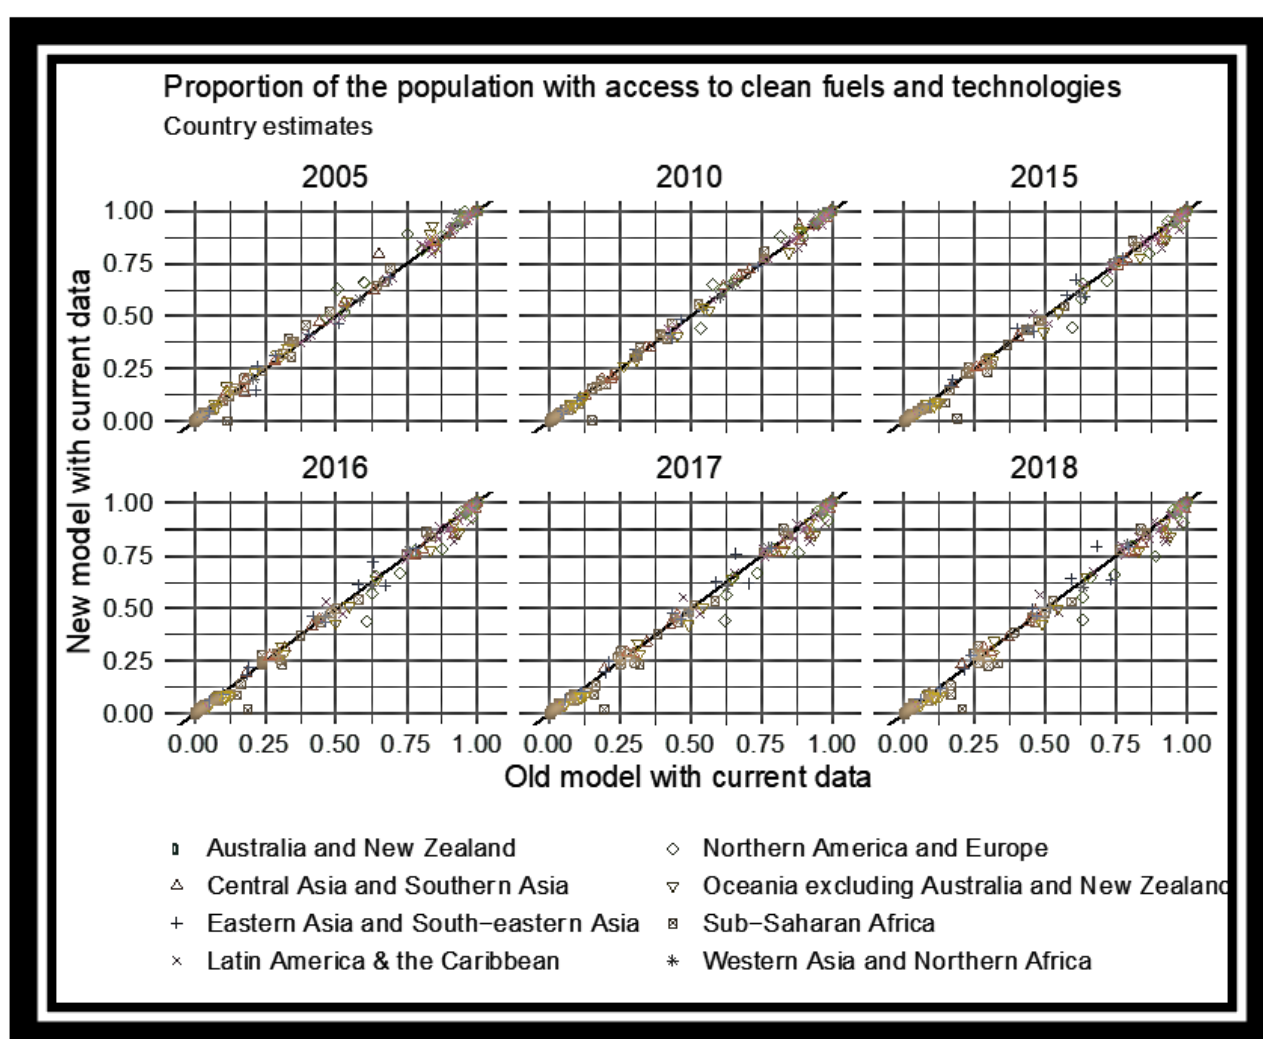 Proportion of the population with access to clean fuels and technologies
Country estimates
2005 2010 2015
1.00
0.75
0.50
0.25
0.00
2016 2017 2018
1.00
0.75
0.50
0.25
0.00
0.00 0.25 0.50 0.75 1.00 0.00 0.25 0.50 0.75 1.00 0.00 0.25 0.50 0.75 1.00
New model with current data
Old model with current data
Australia and New Zealand
Central Asia and Southern Asia
Eastern Asia and South−eastern Asia
Latin America & the Caribbean
Northern America and Europe
Oceania excluding Australia and New Zealand
Sub−Saharan Africa
Western Asia and Northern Africa